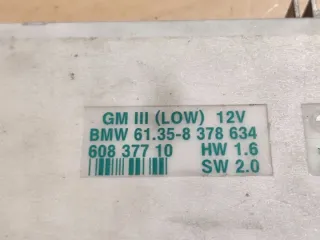 GM III (LOW) 12V
BMW 61.35-8 378 634
608 377 10 HW 1.6
SW 2.0